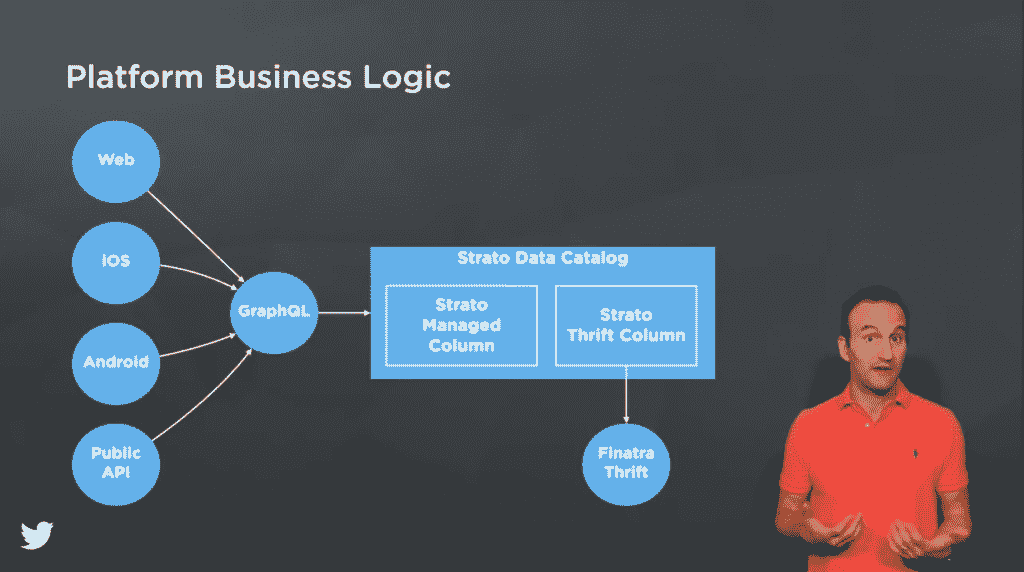 Platform Business Logic
Web
iOS
Android
Public
API
GraphQL
Strato Data Catalog
Strato
Managed
Column
Strato
Thrift Column
Finatra
Thrift